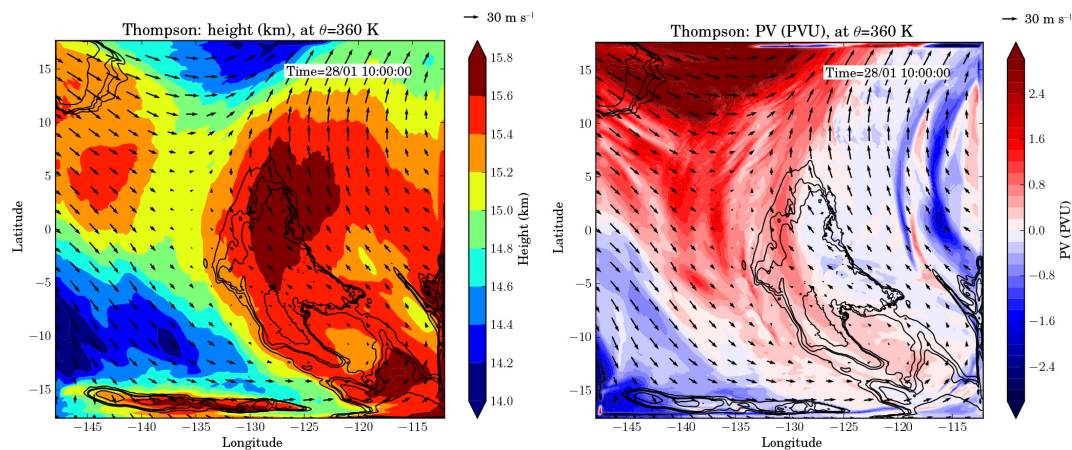 30 m s⁻¹
Thompson: height (km), at θ=360 K
Time=28/01 10:00:00
15
10
5
0
−5
−10
−15
Latitude
−145 −140 −135 −130 −125 −120 −115
Longitude
15.8
15.6
15.4
15.2
15.0
14.8
14.6
14.4
14.2
14.0
Height (km)
30 m s⁻¹
Thompson: PV (PVU), at θ=360 K
Time=28/01 10:00:00
15
10
5
0
−5
−10
−15
Latitude
−145 −140 −135 −130 −125 −120 −115
Longitude
2.4
1.6
0.8
0.0
−0.8
−1.6
−2.4
PV (PVU)